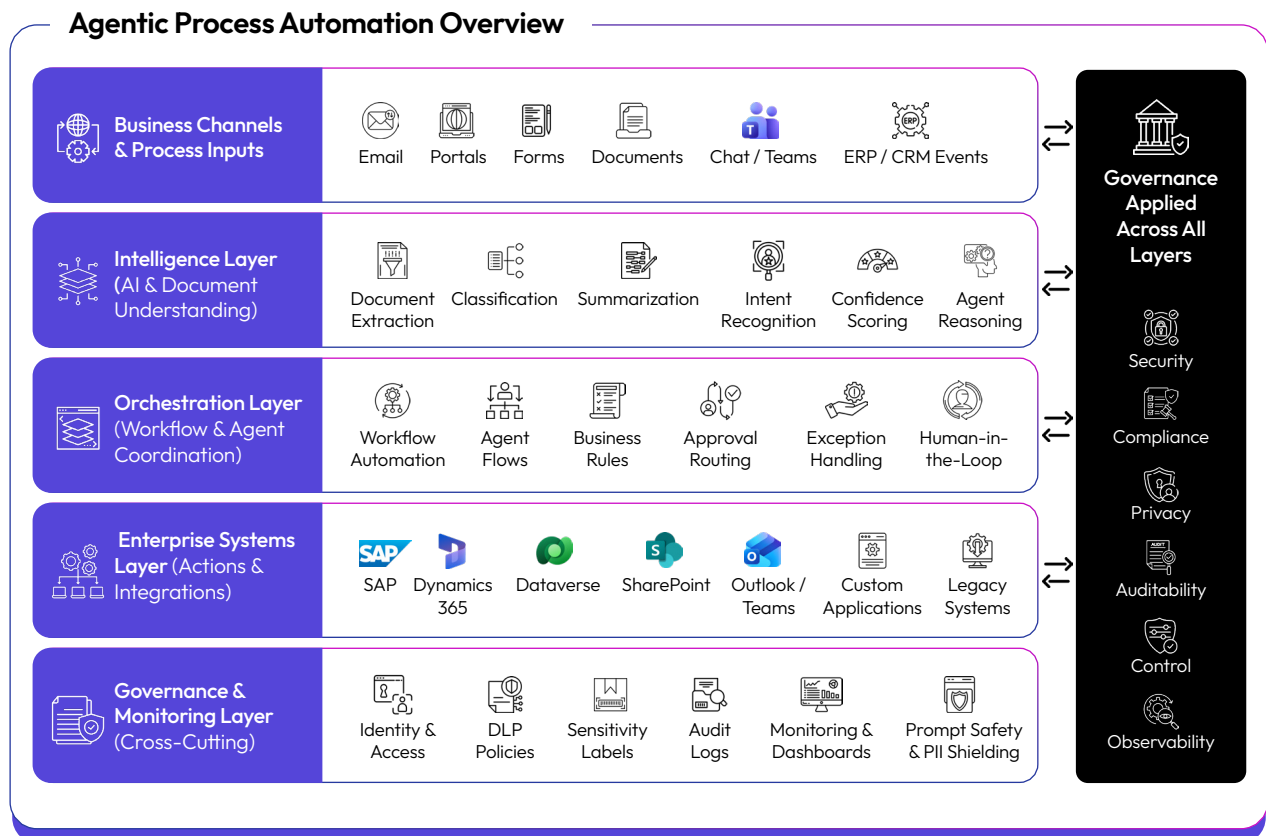 Agentic Process Automation Overview
Business Channels
& Process Inputs
Email
Portals
Forms
Documents
T
Chat / Teams
ERP
ERP / CRM Events
Intelligence Layer
(AI & Document
Understanding)
Document
Extraction
Classification
Summarization
Intent
Recognition
Confidence
Scoring
Agent
Reasoning
Orchestration Layer
(Workflow & Agent
Coordination)
Workflow
Automation
Agent
Flows
Business
Rules
Approval
Routing
Exception
Handling
Human-in-
the-Loop
Enterprise Systems
Layer (Actions &
Integrations)
SAP
SAP
Dynamics
365
Dataverse
S
SharePoint
O
Outlook /
Teams
Custom
Applications
Legacy
Systems
Governance &
Monitoring Layer
(Cross-Cutting)
Identity &
Access
DLP
Policies
Sensitivity
Labels
Audit
Logs
Monitoring &
Dashboards
Prompt Safety
& PII Shielding
Governance
Applied
Across All
Layers
Security
Compliance
Privacy
AUDIT
Auditability
Control
Observability